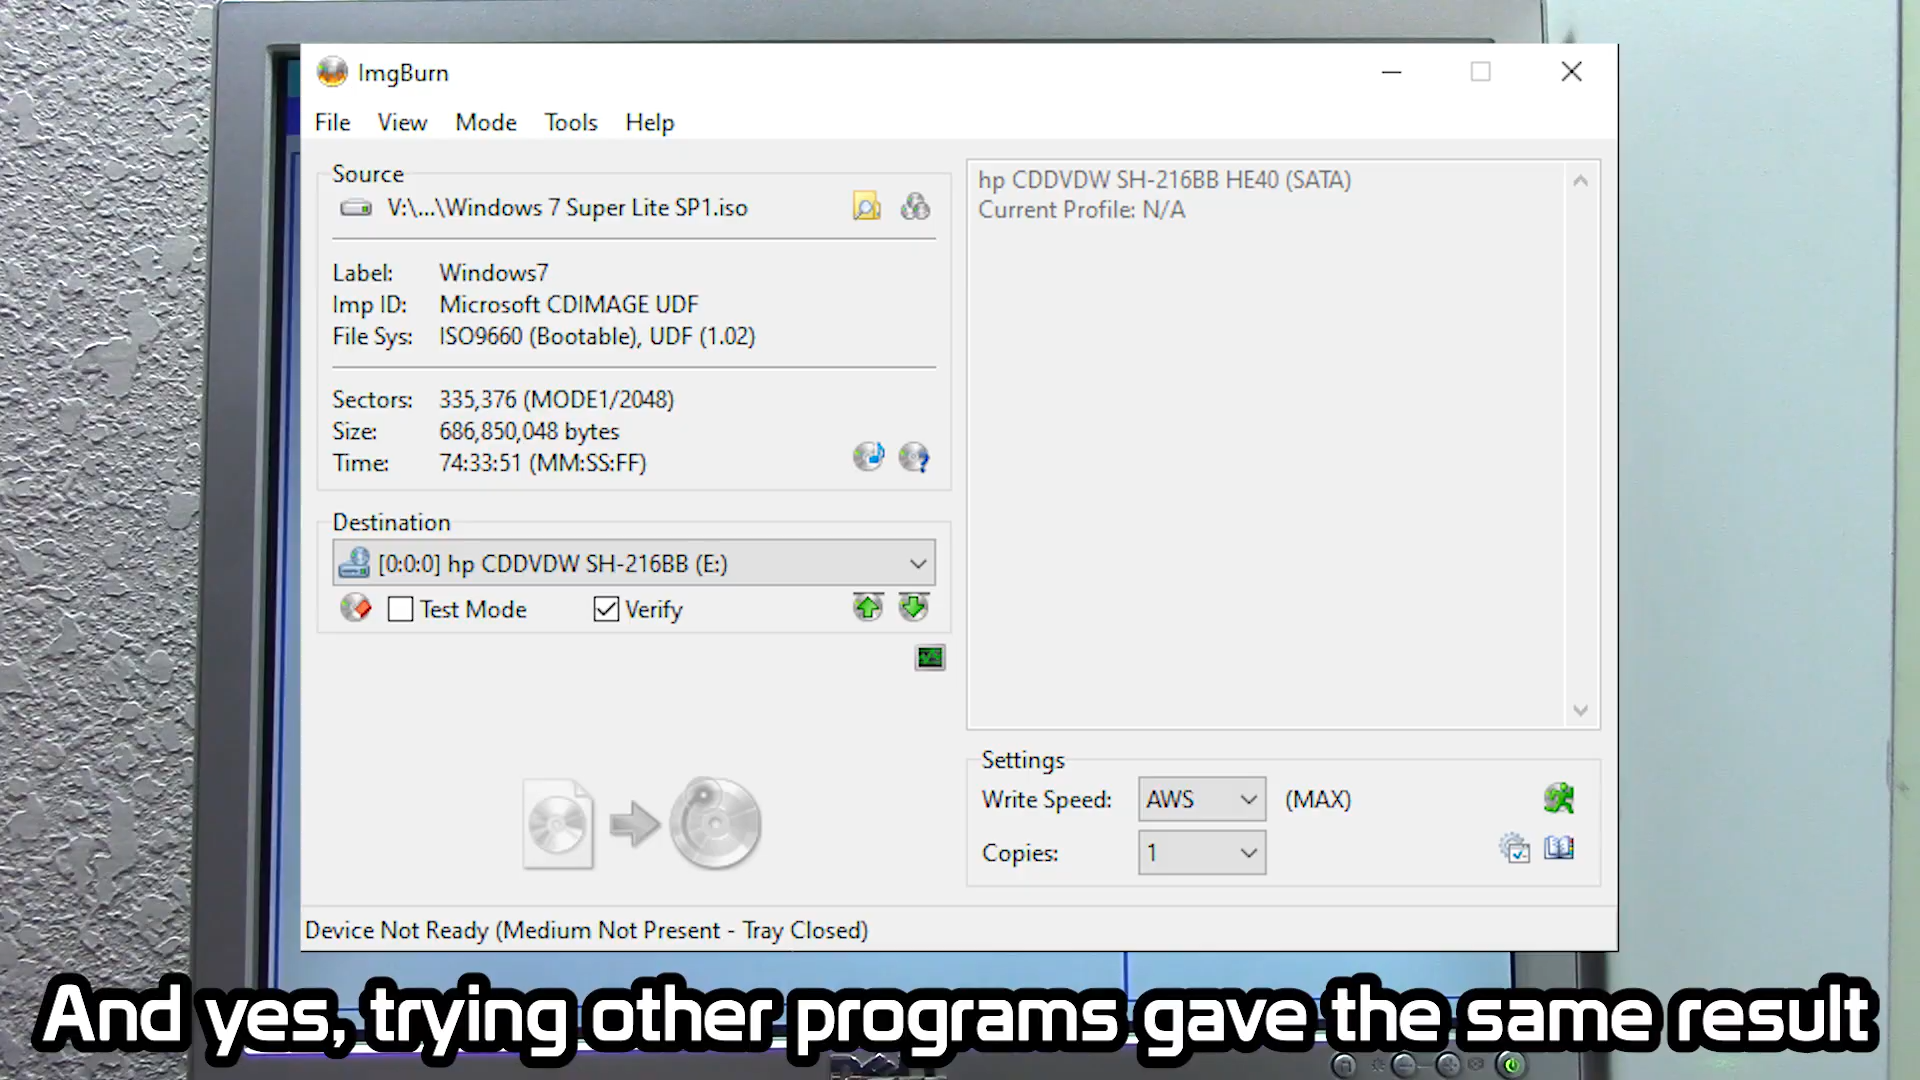 ImgBurn
File View Mode Tools Help
Source
V:\...\Windows 7 Super Lite SP1.iso
Label: Windows7
Imp ID: Microsoft CDIMAGE UDF
File Sys: ISO9660 (Bootable), UDF (1.02)
Sectors: 335,376 (MODE1/2048)
Size: 686,850,048 bytes
Time: 74:33:51 (MM:SS:FF)
Destination
[0:0:0] hp CDDVDW SH-216BB (E:)
Test Mode Verify
hp CDDVDW SH-216BB HE40 (SATA)
Current Profile: N/A
Settings
Write Speed: AWS (MAX)
Copies: 1
Device Not Ready (Medium Not Present - Tray Closed)
And yes, trying other programs gave the same result